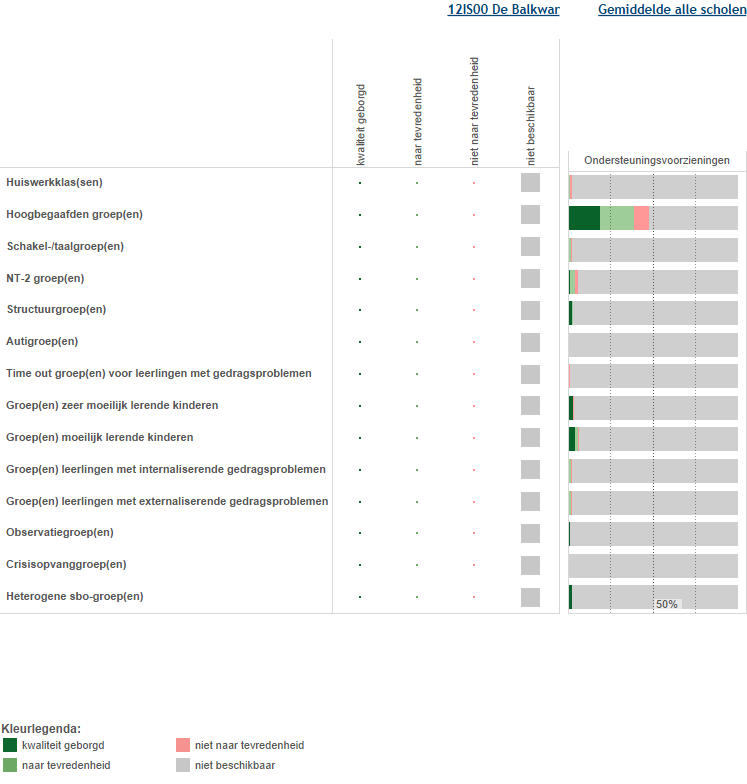 12IS00 De Balkwar
Gemiddelde alle scholen
kwaliteit geborgd
naar tevredenheid
niet naar tevredenheid
niet beschikbaar
Ondersteuningsvoorzieningen
Huiswerkklas(sen)
Hoogbegaafden groep(en)
Schakel-/taalgroep(en)
NT-2 groep(en)
Structuurgroep(en)
Autigroep(en)
Time out groep(en) voor leerlingen met gedragsproblemen
Groep(en) zeer moeilijk lerende kinderen
Groep(en) moeilijk lerende kinderen
Groep(en) leerlingen met internaliserende gedragsproblemen
Groep(en) leerlingen met externaliserende gedragsproblemen
Observatiegroep(en)
Crisisopvanggroep(en)
Heterogene sbo-groep(en)
50%
Kleurlegenda:
kwaliteit geborgd
niet naar tevredenheid
naar tevredenheid
niet beschikbaar